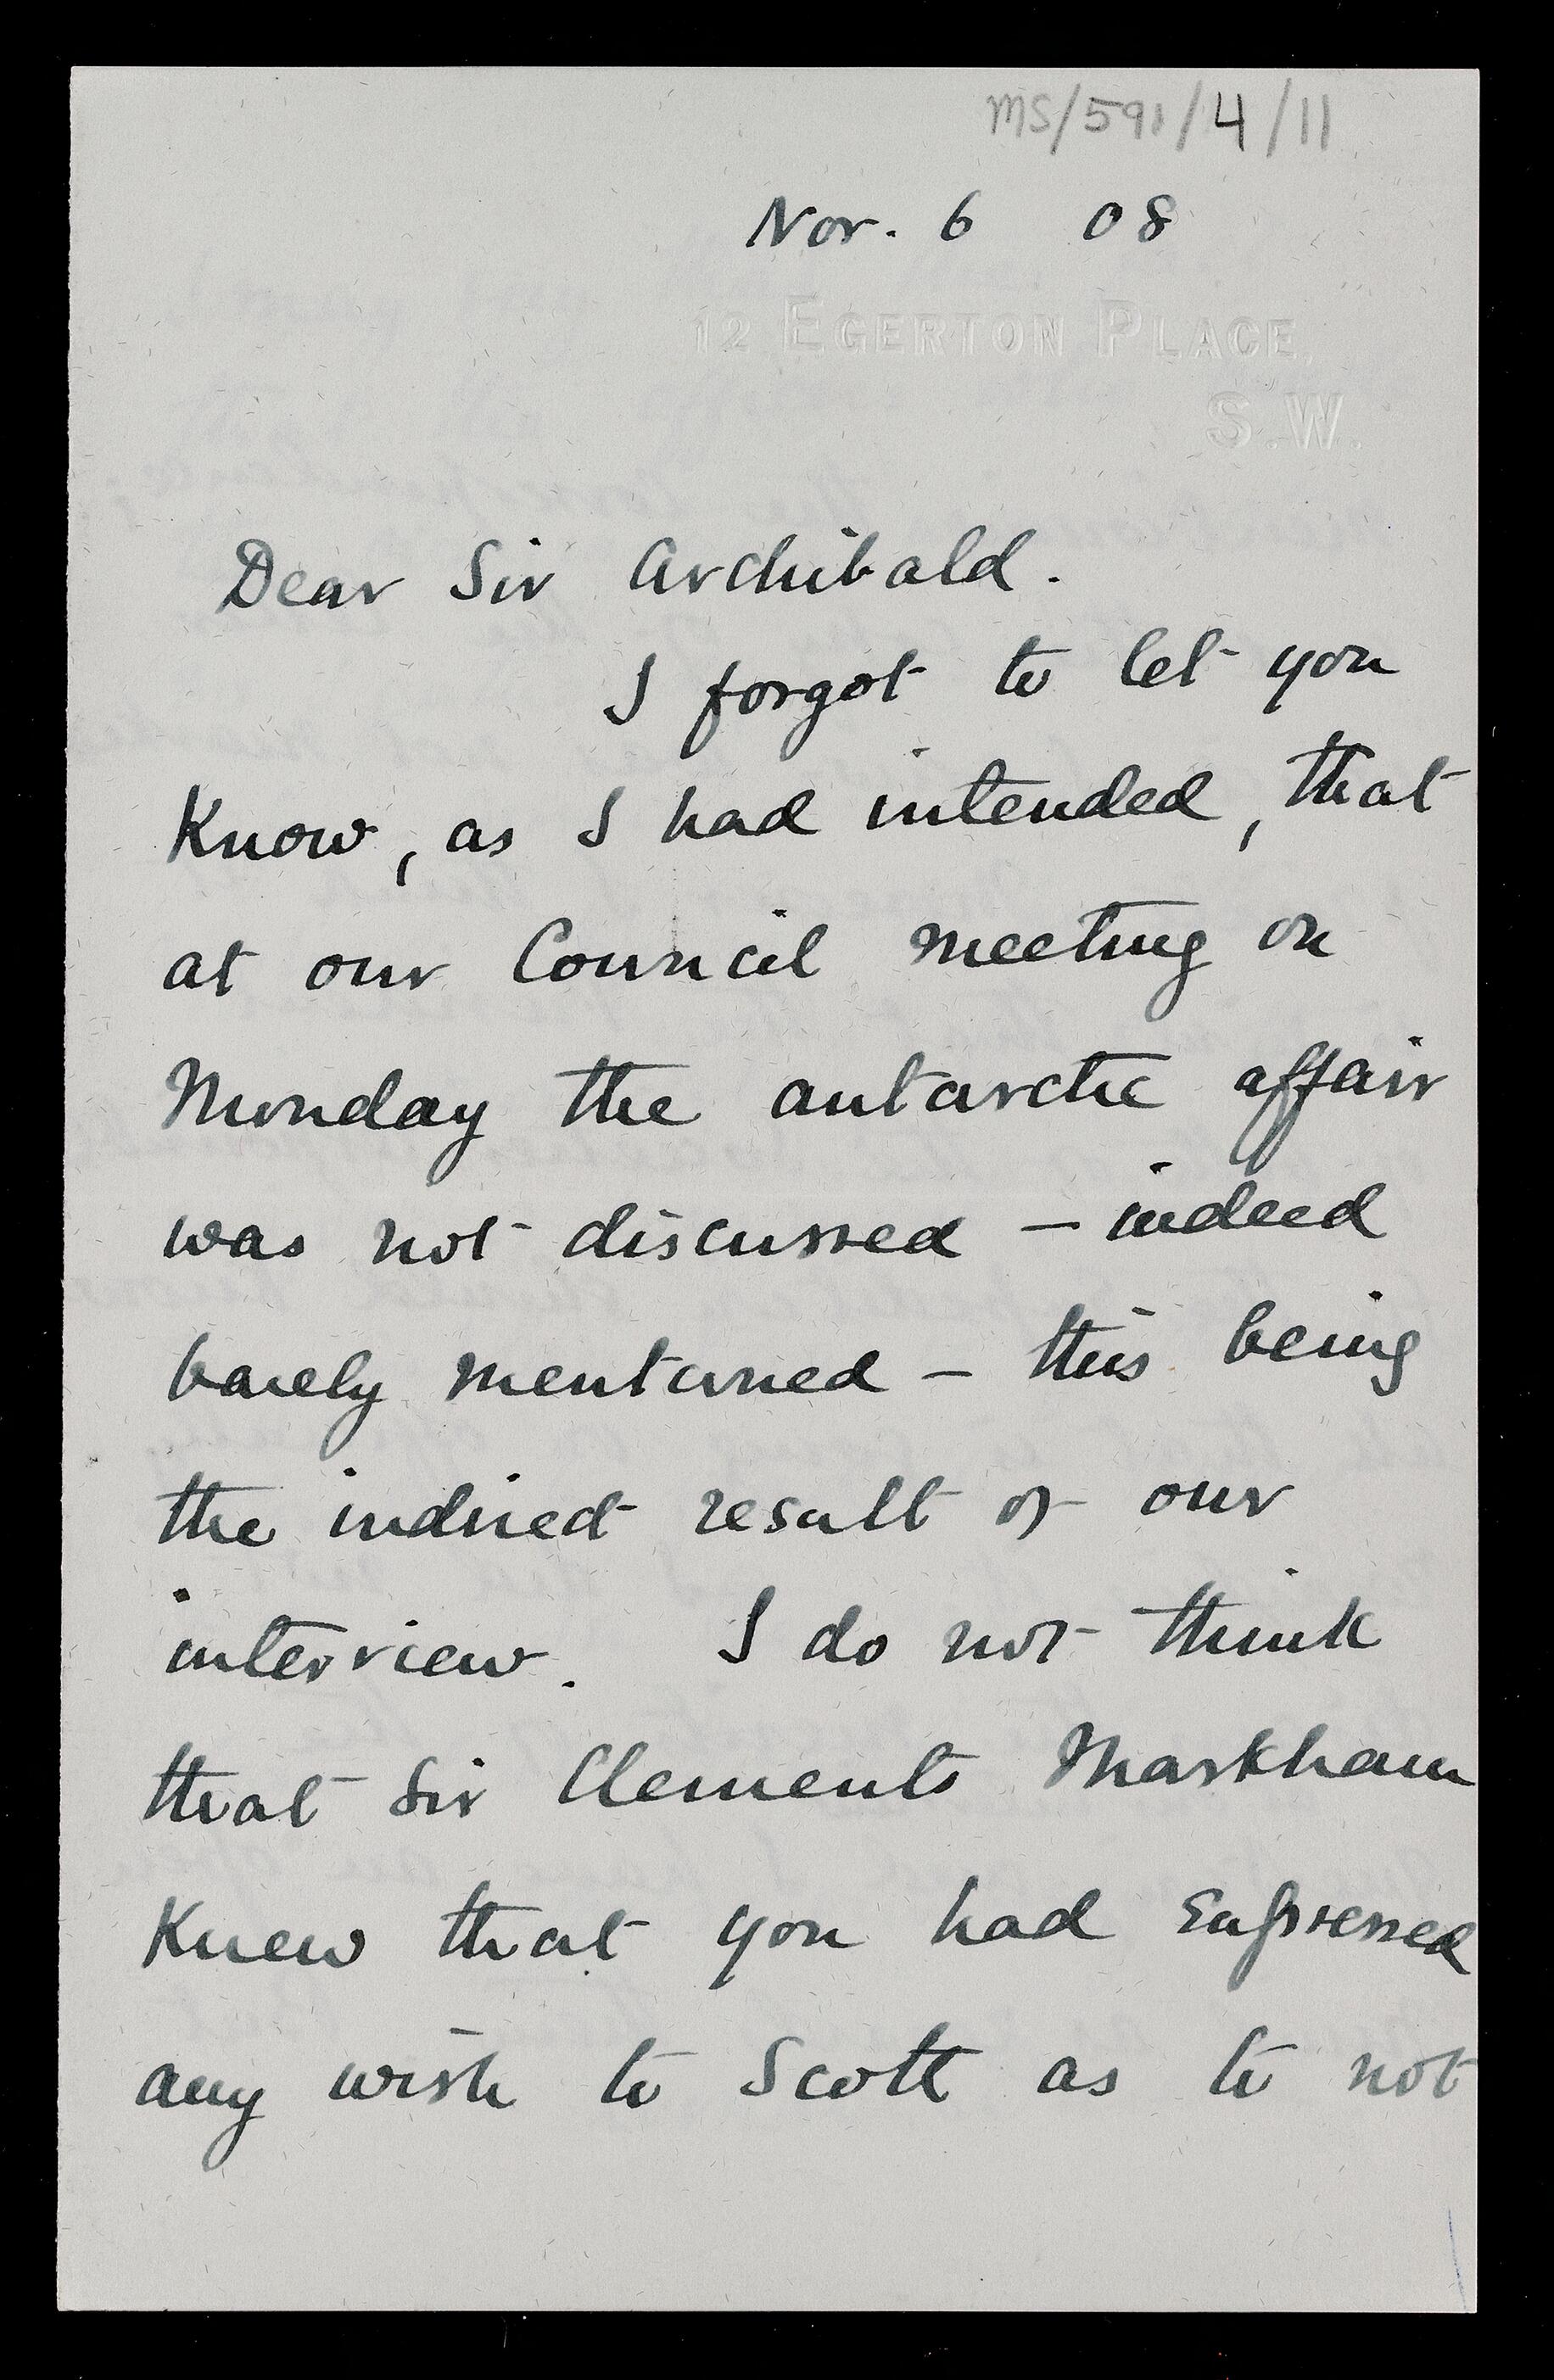 MS/591/4/11
Nov. 6 08
12 EGERTON PLACE,
S.W.
Dear Sir Archibald.
I forgot to let you
know, as I had intended, that
at our Council meeting on
Monday the antarctic affair
was not discussed — indeed
barely mentioned — this being
the indirect result of our
interview. I do not think
that Sir Clements Markham
knew that you had expressed
any wish to Scott as to not